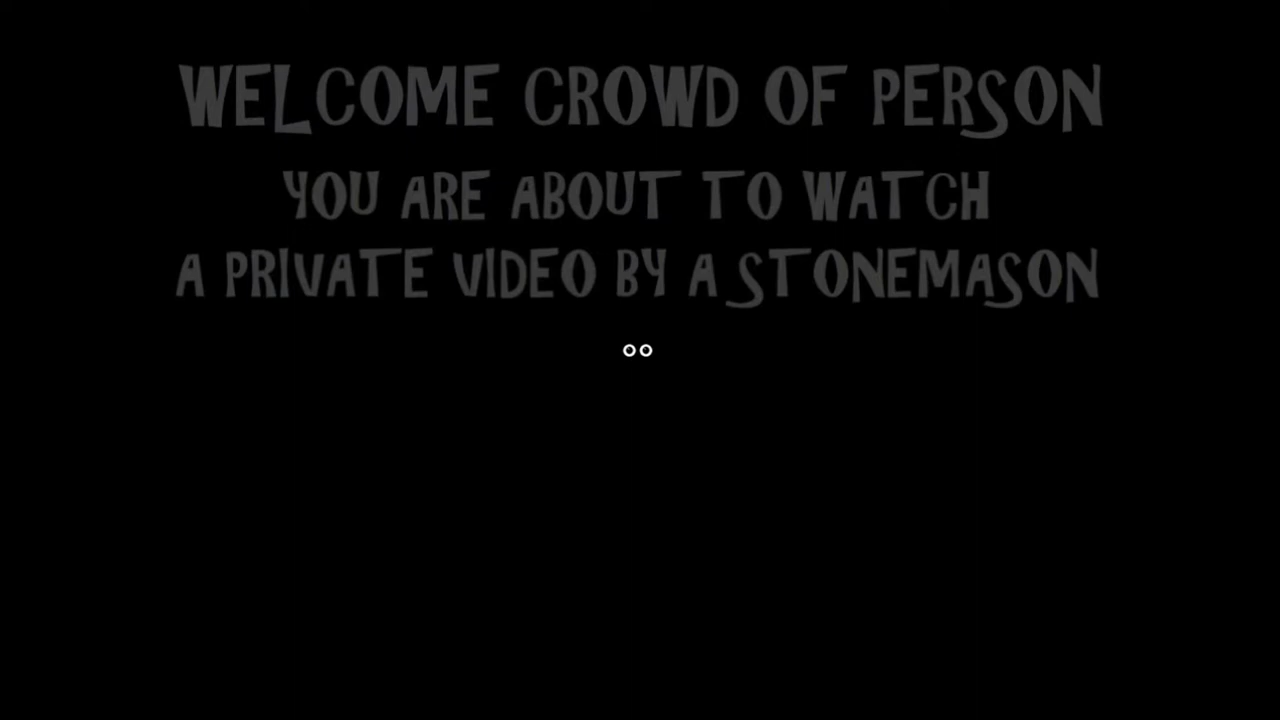 WELCOME CROWD OF PERSON
YOU ARE ABOUT TO WATCH
A PRIVATE VIDEO BY A STONEMASON